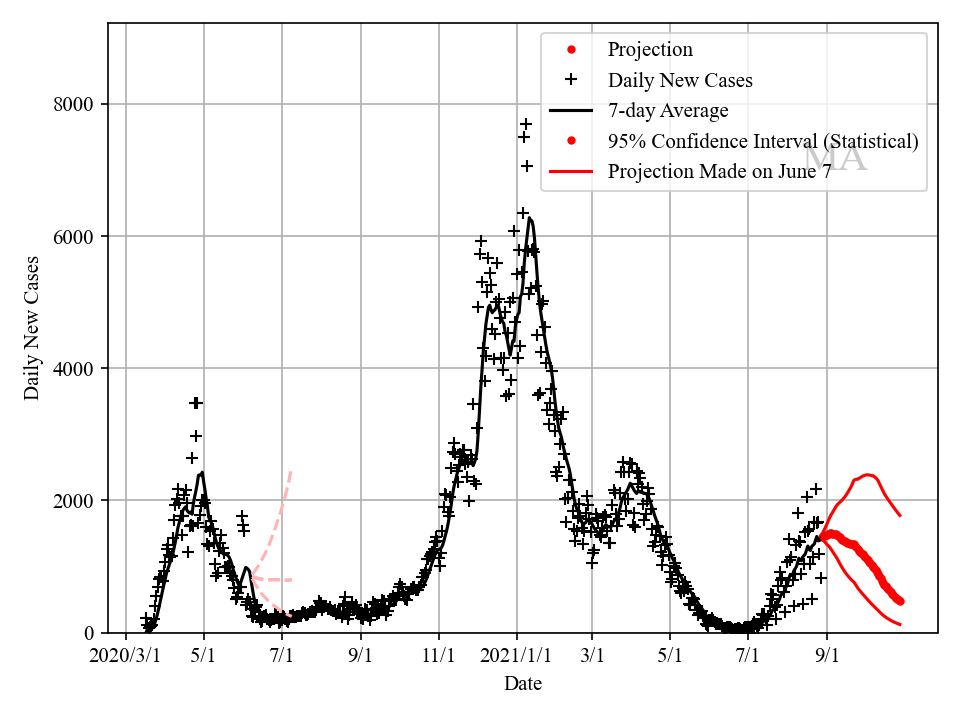 Projection
Daily New Cases
7-day Average
95% Confidence Interval (Statistical)
Projection Made on June 7
MA
Daily New Cases
8000
6000
4000
2000
0
2020/3/1 5/1 7/1 9/1 11/1 2021/1/1 3/1 5/1 7/1 9/1
Date